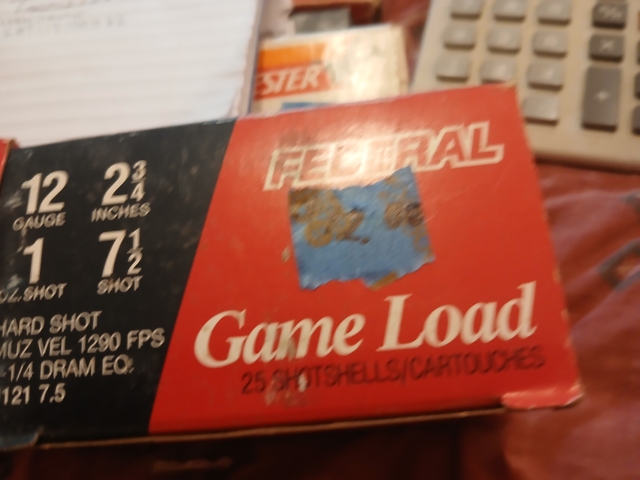 ESTER
FEDERAL
12 2 3/4
GAUGE INCHES
1 7 1/2
OZ. SHOT SHOT
HARD SHOT
MUZ VEL 1290 FPS
1/4 DRAM EQ.
121 7.5
Game Load
25 SHOTSHELLS/CARTOUCHES